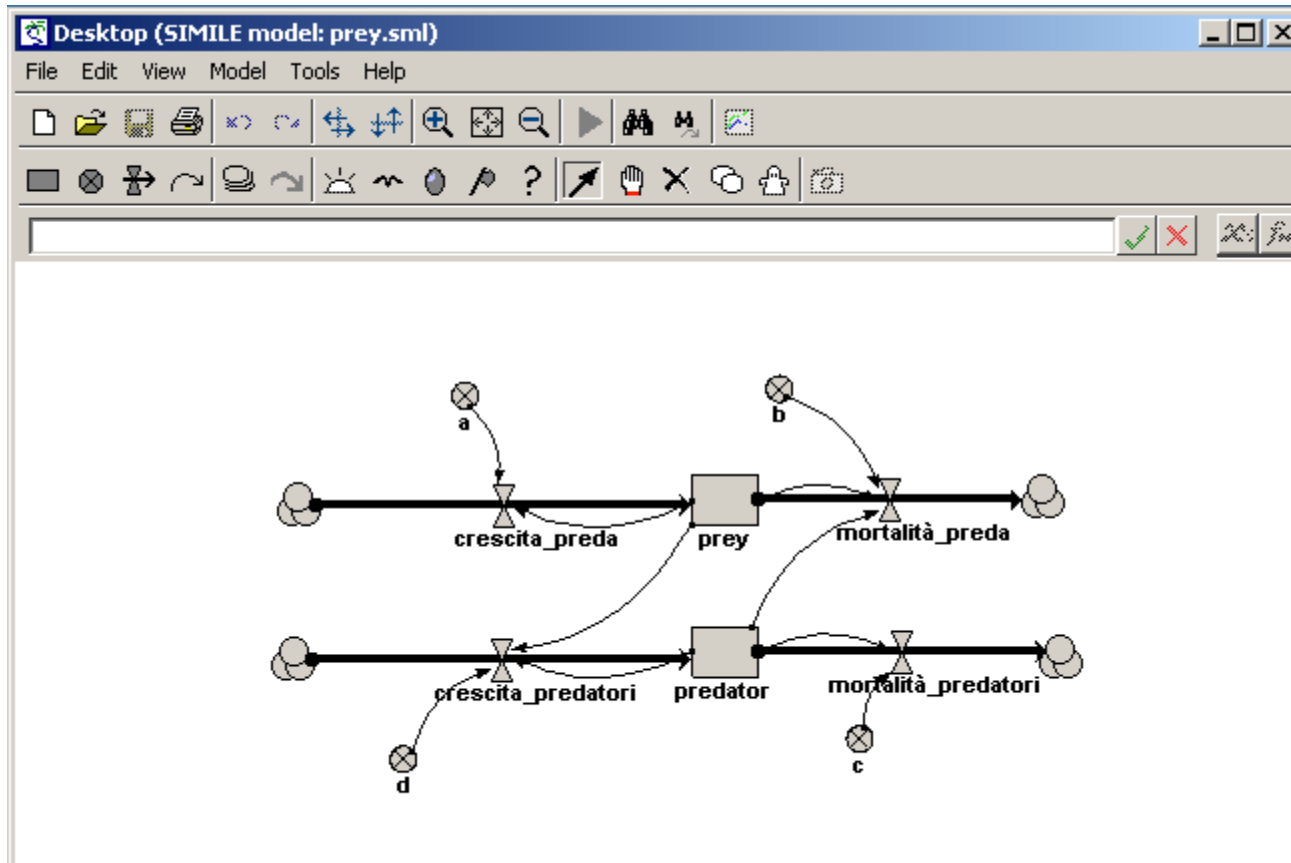 Desktop (SIMILE model: prey.sml)
File Edit View Model Tools Help
a
b
crescita_preda
prey
mortalità_preda
crescita_predatori
predator
mortalità_predatori
d
c